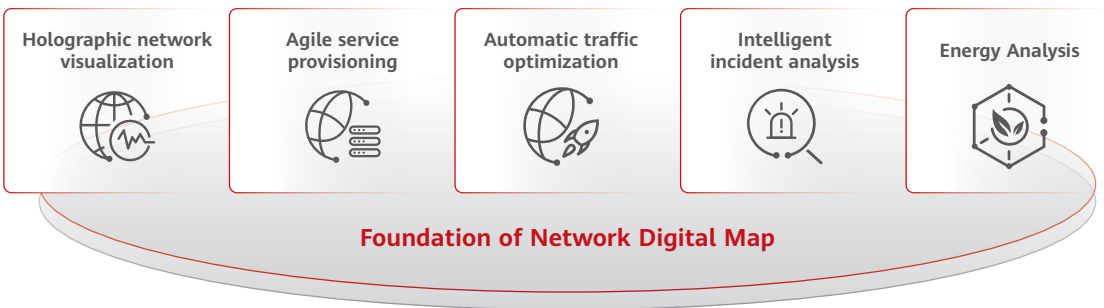 Holographic network
visualization
Agile service
provisioning
Automatic traffic
optimization
Intelligent
incident analysis
Energy Analysis
Foundation of Network Digital Map